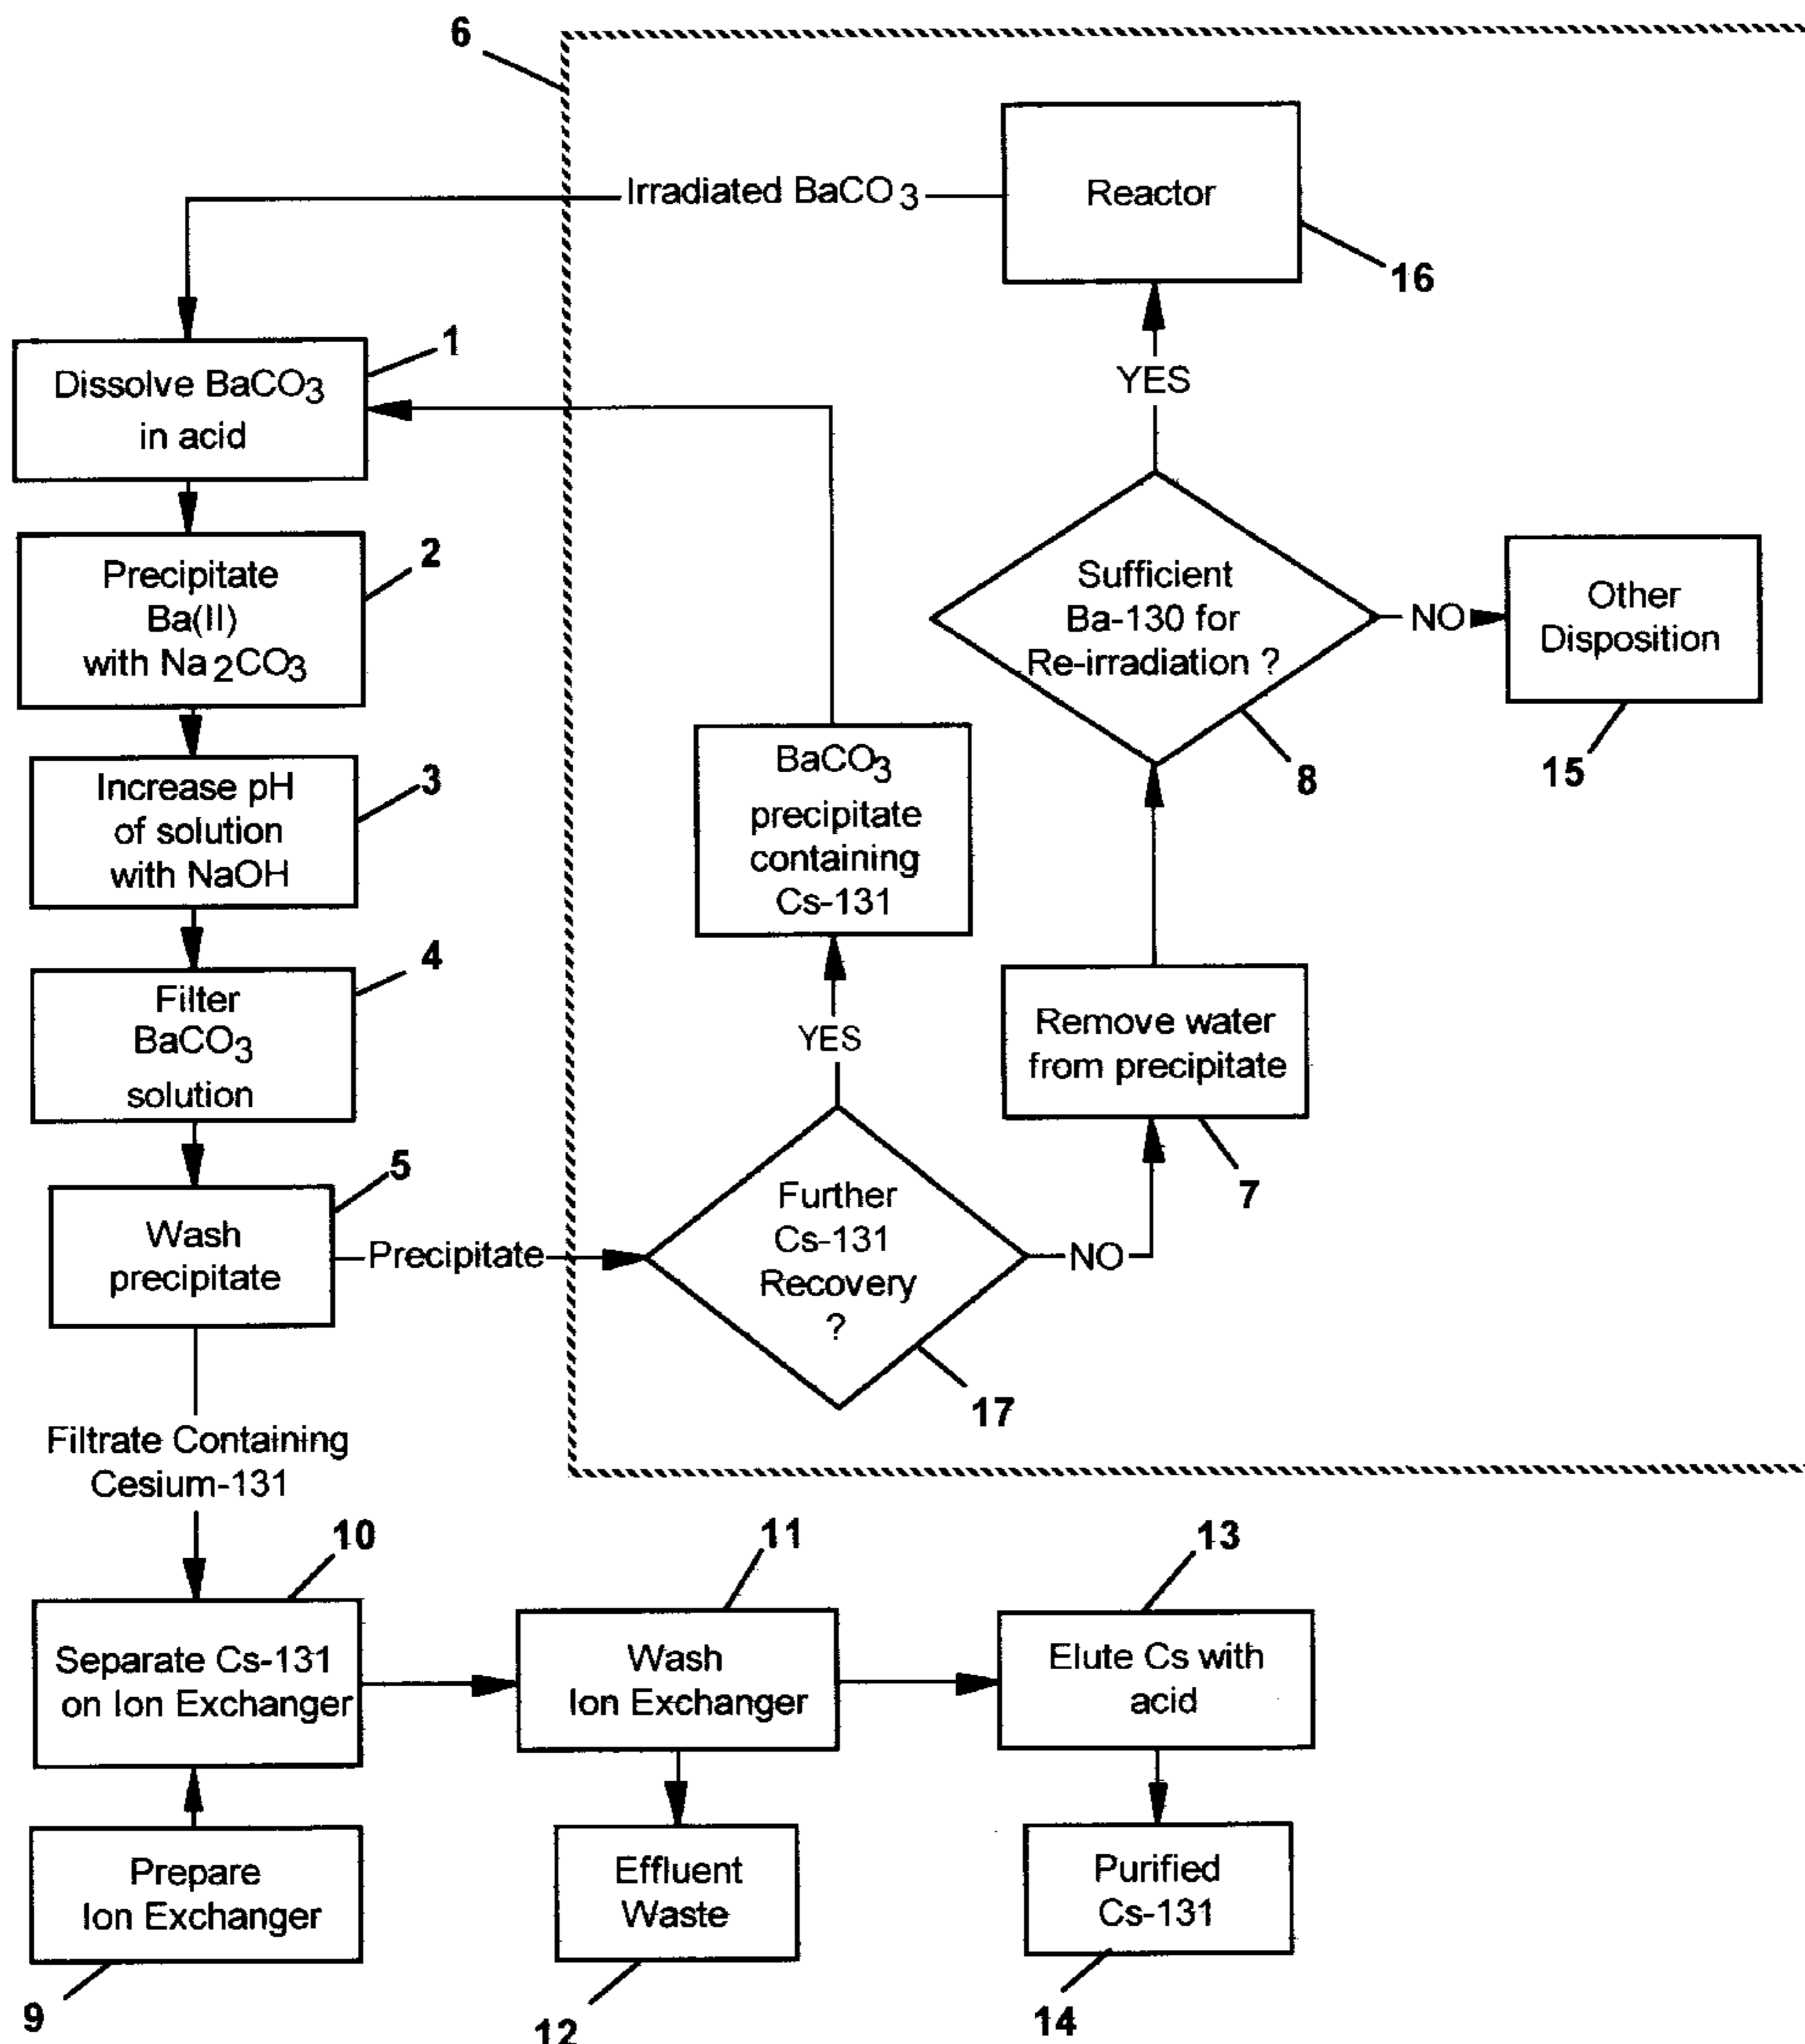 6
Irradiated BaCO3
Reactor
16
1
Dissolve BaCO3
in acid
YES
2
Precipitate
Ba(II)
with Na2CO3
Sufficient
Ba-130 for
Re-irradiation ?
NO
Other
Disposition
8
15
3
Increase pH
of solution
with NaOH
BaCO3
precipitate
containing
Cs-131
4
Filter
BaCO3
solution
YES
Remove water
from precipitate
7
5
Wash
precipitate
Precipitate
Further
Cs-131
Recovery
?
NO
17
Filtrate Containing
Cesium-131
10
11
13
Separate Cs-131
on Ion Exchanger
Wash
Ion Exchanger
Elute Cs with
acid
Prepare
Ion Exchanger
Effluent
Waste
Purified
Cs-131
9
12
14